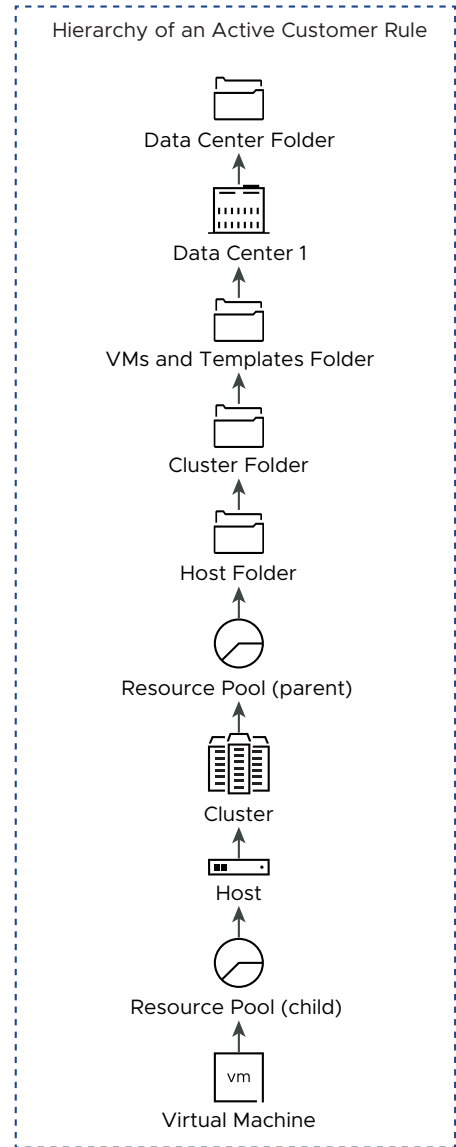 Hierarchy of an Active Customer Rule
Data Center Folder
Data Center 1
VMs and Templates Folder
Cluster Folder
Host Folder
Resource Pool (parent)
Cluster
Host
Resource Pool (child)
vm
Virtual Machine